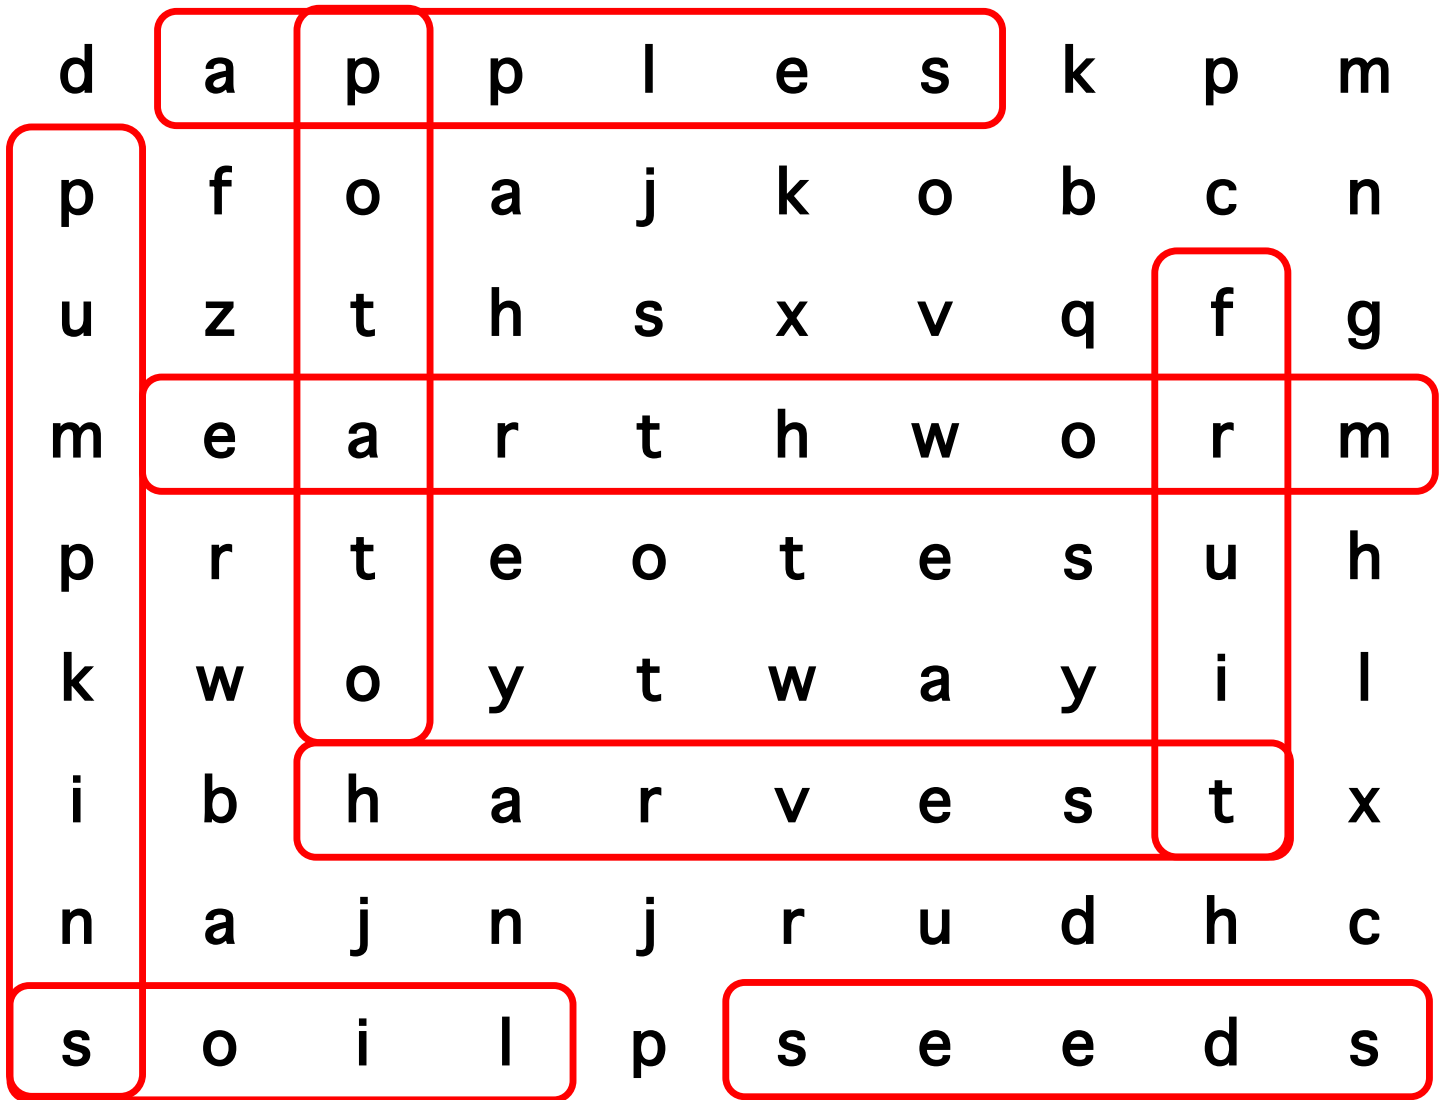 d a p p l e s k p m
p f o a j k o b c n
u z t h s x v q f g
m e a r t h w o r m
p r t e o t e s u h
k w o y t w a y i l
i b h a r v e s t x
n a j n j r u d h c
s o i l p s e e d s